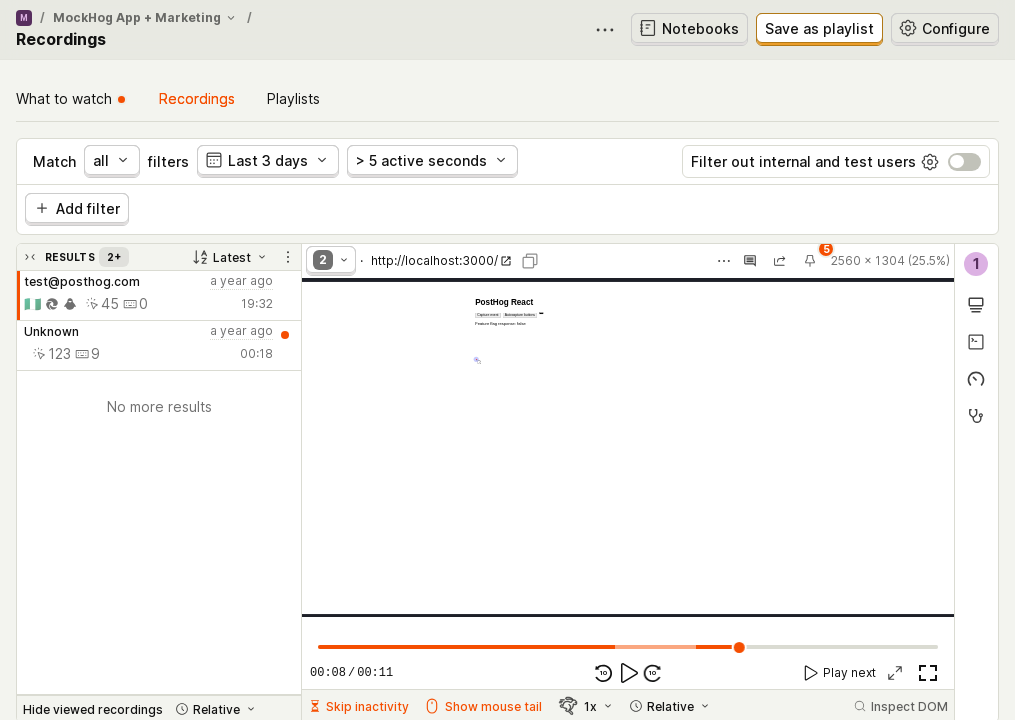 M / MockHog App + Marketing /
Recordings
Notebooks
Save as playlist
Configure
What to watch
Recordings
Playlists
Match all filters Last 3 days > 5 active seconds
Filter out internal and test users
Add filter
RESULTS 2+
Latest
test@posthog.com a year ago
45 0 19:32
Unknown a year ago
123 9 00:18
No more results
Hide viewed recordings Relative
2 · http://localhost:3000/
5
2560 x 1304 (25.5%)
PostHog React
Feature flag response: false
00:08 / 00:11
10 10
Play next
Skip inactivity Show mouse tail 1x Relative
Inspect DOM
1